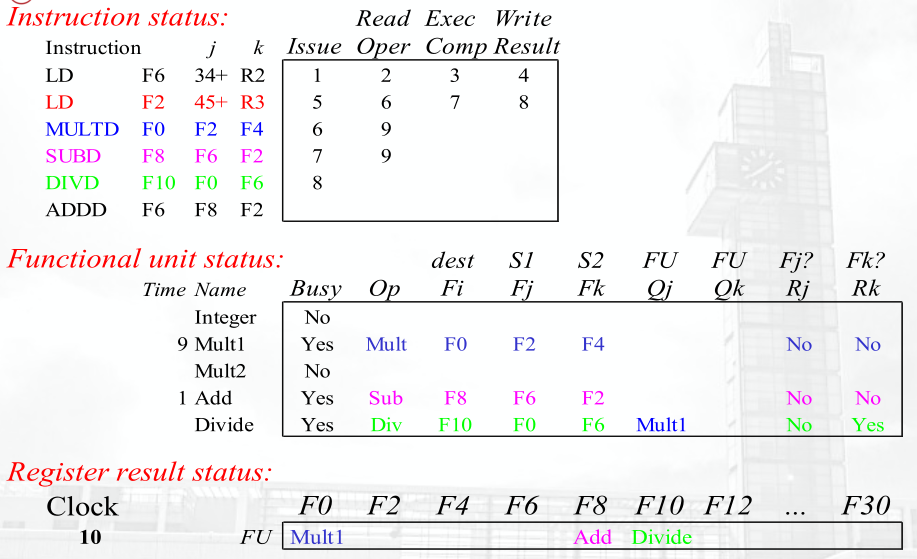 Instruction status: Read Exec Write
Instruction j k Issue Oper Comp Result
LD F6 34+ R2 1 2 3 4
LD F2 45+ R3 5 6 7 8
MULTD F0 F2 F4 6 9
SUBD F8 F6 F2 7 9
DIVD F10 F0 F6 8
ADDD F6 F8 F2
Functional unit status: dest S1 S2 FU FU Fj? Fk?
Time Name Busy Op Fi Fj Fk Qj Qk Rj Rk
Integer No
9 Mult1 Yes Mult F0 F2 F4 No No
Mult2 No
1 Add Yes Sub F8 F6 F2 No No
Divide Yes Div F10 F0 F6 Mult1 No Yes
Register result status:
Clock F0 F2 F4 F6 F8 F10 F12 ... F30
10 FU Mult1 Add Divide